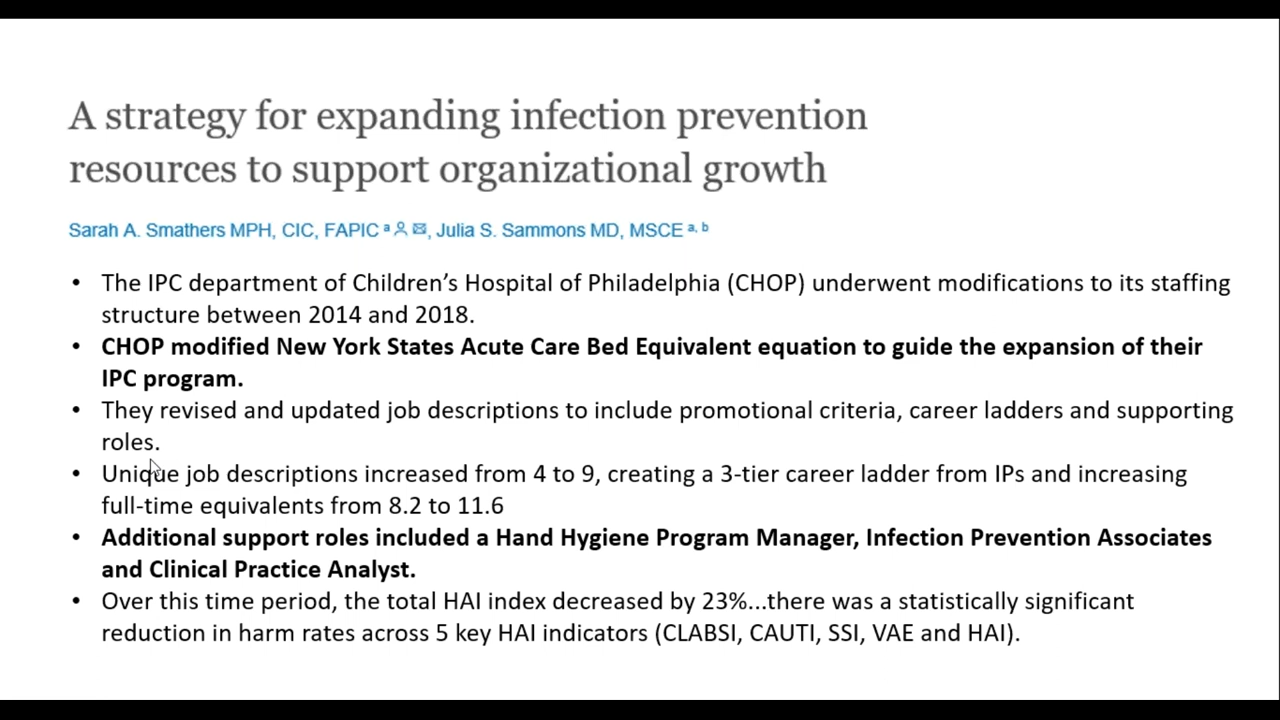 A strategy for expanding infection prevention
resources to support organizational growth
Sarah A. Smathers MPH, CIC, FAPIC a, Julia S. Sammons MD, MSCE a, b
• The IPC department of Children’s Hospital of Philadelphia (CHOP) underwent modifications to its staffing
structure between 2014 and 2018.
• CHOP modified New York States Acute Care Bed Equivalent equation to guide the expansion of their
IPC program.
• They revised and updated job descriptions to include promotional criteria, career ladders and supporting
roles.
• Unique job descriptions increased from 4 to 9, creating a 3-tier career ladder from IPs and increasing
full-time equivalents from 8.2 to 11.6
• Additional support roles included a Hand Hygiene Program Manager, Infection Prevention Associates
and Clinical Practice Analyst.
• Over this time period, the total HAI index decreased by 23%...there was a statistically significant
reduction in harm rates across 5 key HAI indicators (CLABSI, CAUTI, SSI, VAE and HAI).